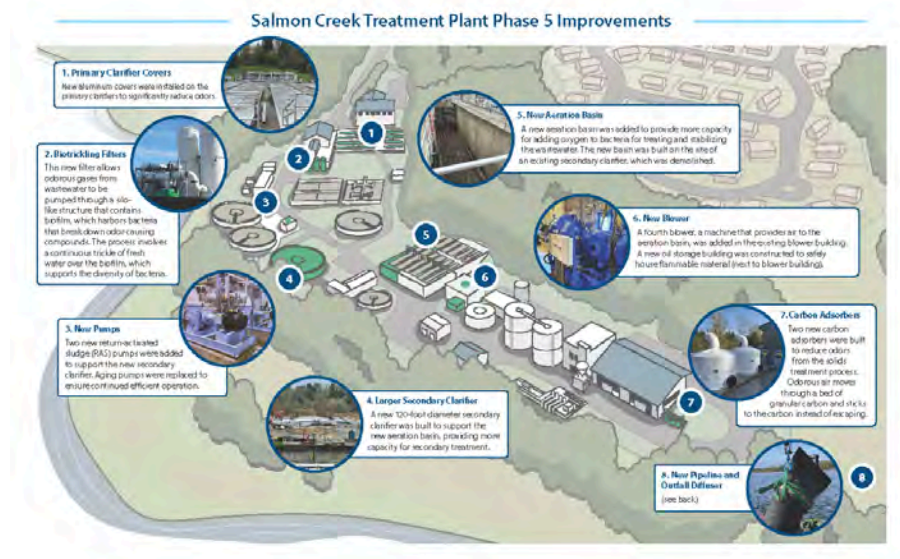 Salmon Creek Treatment Plant Phase 5 Improvements
1. Primary Clarifier Covers
New aluminum covers were installed on the
primary clarifiers to significantly reduce odors.
2. Biotrickling Filters
This new filter allows
odorous gases from
wastewater to be
pumped through a silo-
like structure that contains
biofilm, which harbors bacteria
that break down odor causing
compounds. The process involves
a continuous trickle of fresh
water over the biofilm, which
supports the diversity of bacteria.
3. New Pumps
Two new return-activated
sludge (RAS) pumps were added
to support the new secondary
clarifier. Aging pumps were replaced to
ensure continued efficient operation.
4. Larger Secondary Clarifier
A new 120-foot diameter secondary
clarifier was built to support the
new aeration basin, providing more
capacity for secondary treatment.
5. New Aeration Basin
A new aeration basin was added to provide more capacity
for adding oxygen to bacteria for treating and stabilizing
the wastewater. The new basin was built on the site of
an existing secondary clarifier, which was demolished.
6. New Blower
A fourth blower, a machine that provides air to the
aeration basin, was added in the existing blower building.
A new oil storage building was constructed to safely
house flammable material (next to blower building).
7. Carbon Adsorbers
Two new carbon
adsorbers were built
to reduce odors
from the solids
treatment process.
Odorous air moves
through a bed of
granular carbon and sticks
to the carbon instead of escaping.
8. New Pipeline and
Outfall Diffuser
(see back)
1
2
3
4
5
6
7
8